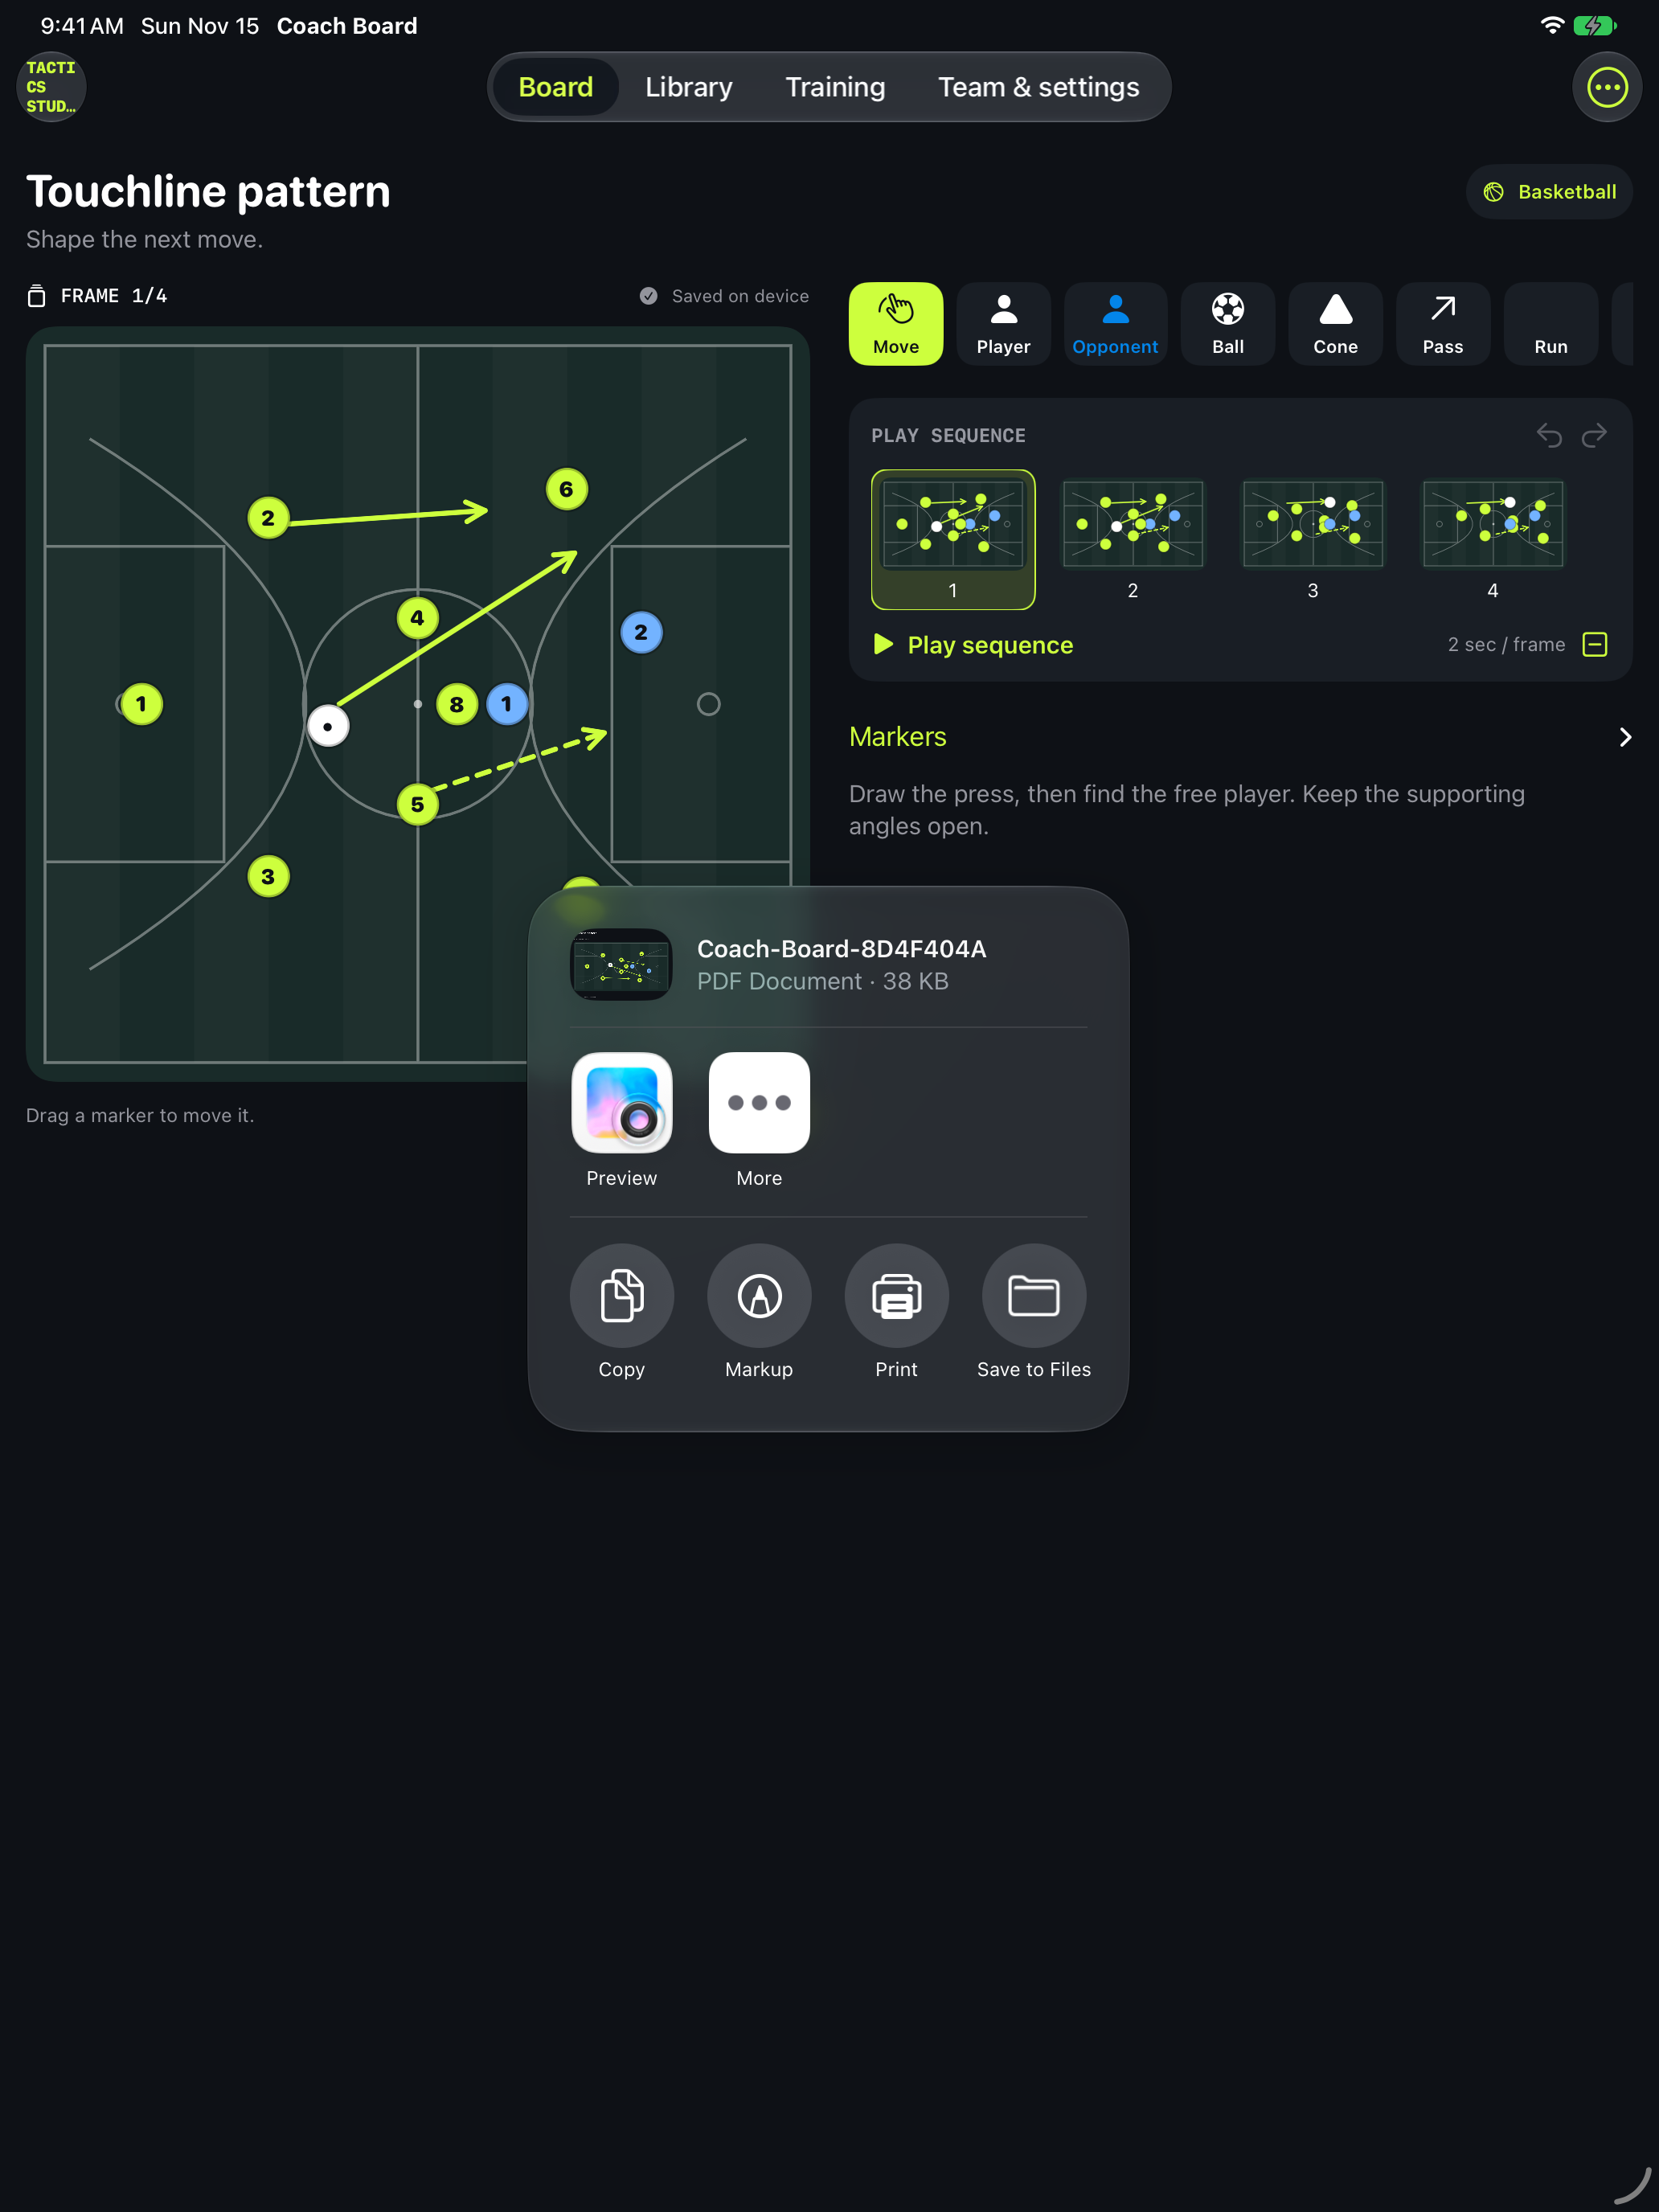 9:41 AM Sun Nov 15 Coach Board
TACTI
CS
STUD…
Board
Library
Training
Team & settings
Touchline pattern
Basketball
Shape the next move.
FRAME 1/4
Saved on device
Move
Player
Opponent
Ball
Cone
Pass
Run
6
2
4
2
1
8
1
5
3
PLAY SEQUENCE
1
2
3
4
Play sequence
2 sec / frame
Markers
Draw the press, then find the free player. Keep the supporting
angles open.
Coach-Board-8D4F404A
PDF Document · 38 KB
Preview
More
Copy
Markup
Print
Save to Files
Drag a marker to move it.